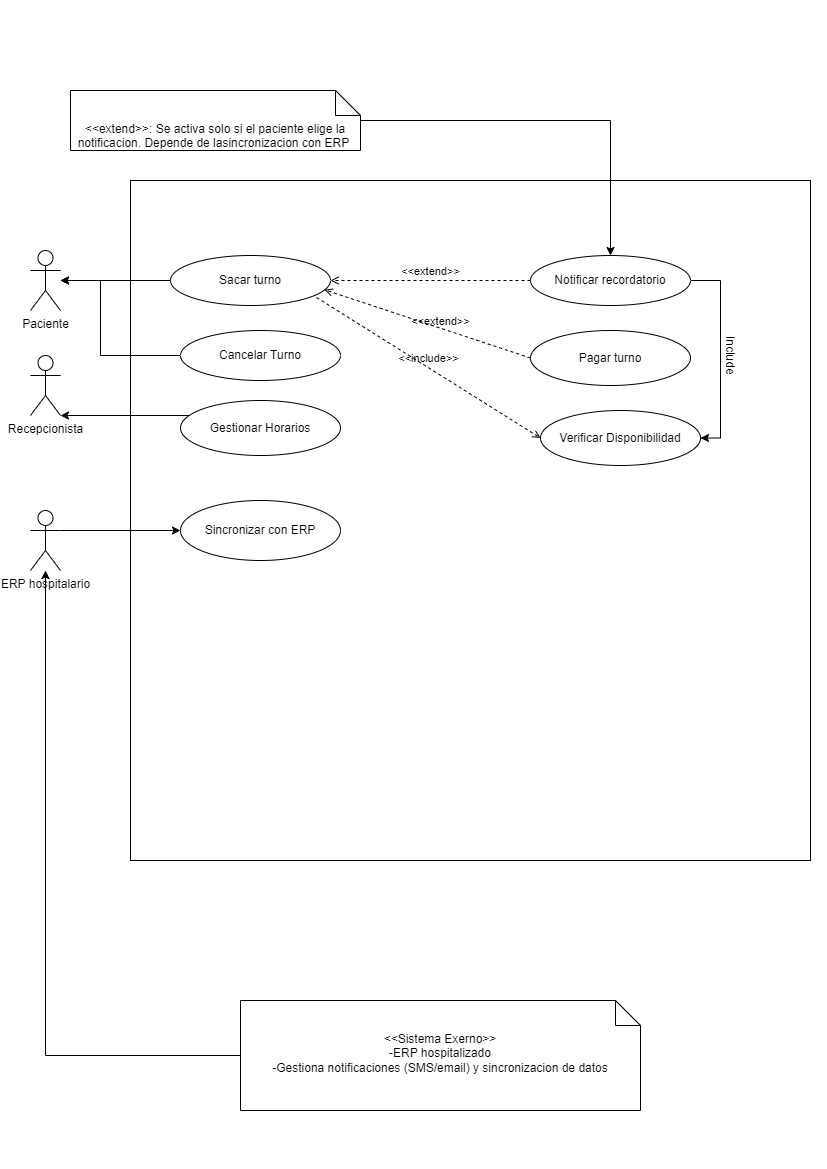 <<extend>>: Se activa solo si el paciente elige la
notificacion. Depende de lasincronizacion con ERP
Sacar turno
<<extend>>
Notificar recordatorio
Paciente
<<extend>>
Cancelar Turno
<<include>>
Pagar turno
Include
Recepcionista
Gestionar Horarios
Verificar Disponibilidad
Sincronizar con ERP
ERP hospitalario
<<Sistema Exerno>>
-ERP hospitalizado
-Gestiona notificaciones (SMS/email) y sincronizacion de datos